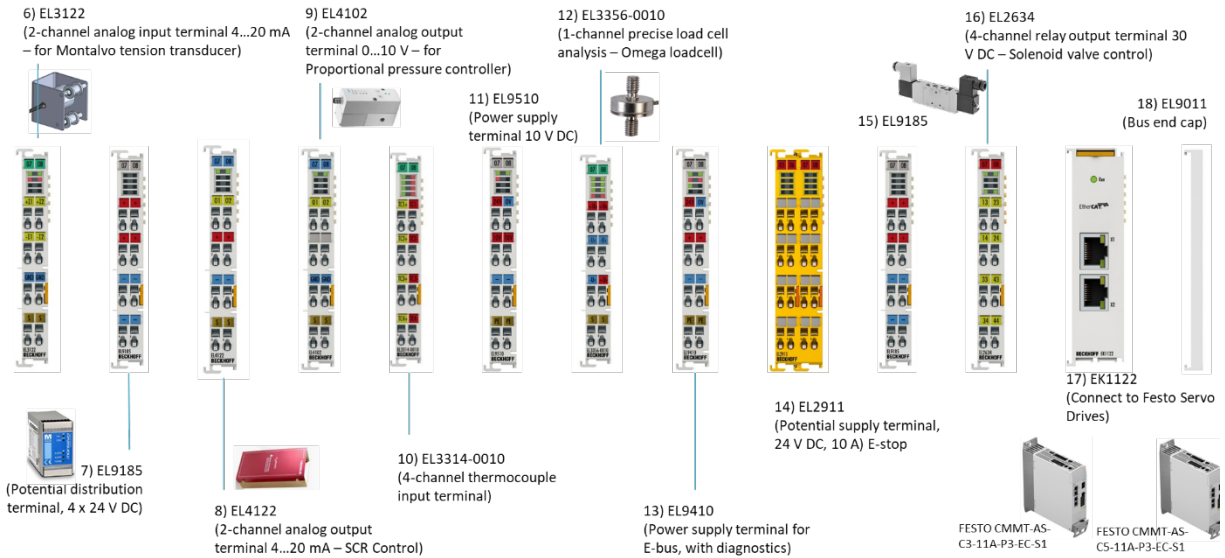 6) EL3122
(2-channel analog input terminal 4...20 mA
– for Montalvo tension transducer)
9) EL4102
(2-channel analog output
terminal 0...10 V – for
Proportional pressure controller)
11) EL9510
(Power supply
terminal 10 V DC)
12) EL3356-0010
(1-channel precise load cell
analysis – Omega loadcell)
15) EL9185
16) EL2634
(4-channel relay output terminal 30
V DC – Solenoid valve control)
18) EL9011
(Bus end cap)
EtherCAT
BECKHOFF EK1122
7) EL9185
(Potential distribution
terminal, 4 x 24 V DC)
8) EL4122
(2-channel analog output
terminal 4...20 mA – SCR Control)
10) EL3314-0010
(4-channel thermocouple
input terminal)
13) EL9410
(Power supply terminal for
E-bus, with diagnostics)
14) EL2911
(Potential supply terminal,
24 V DC, 10 A) E-stop
17) EK1122
(Connect to Festo Servo
Drives)
FESTO CMMT-AS-
C3-11A-P3-EC-S1
FESTO CMMT-AS-
C5-11A-P3-EC-S1